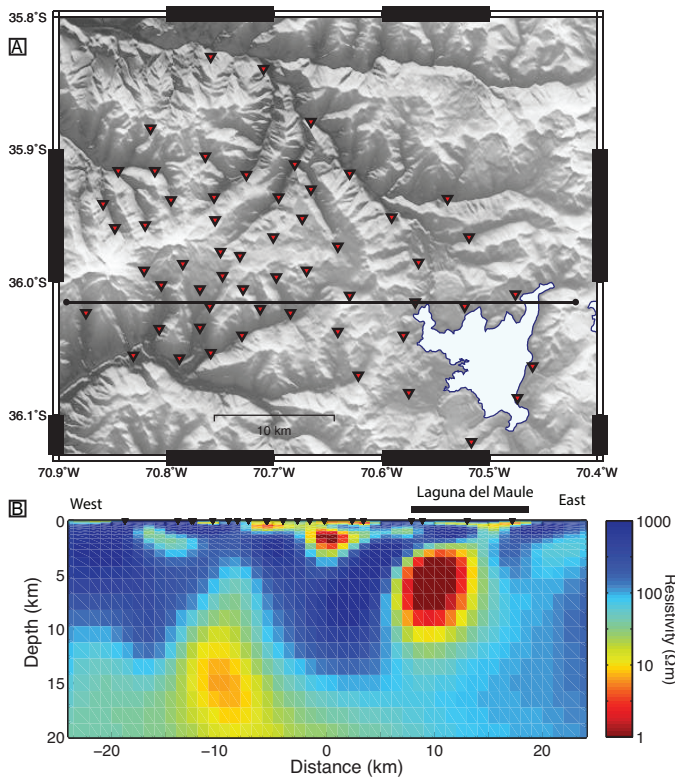 35.8°S
A
35.9°S
36.0°S
36.1°S
10 km
70.9°W 70.8°W 70.7°W 70.6°W 70.5°W 70.4°W
B
West
Laguna del Maule
East
0
5
10
15
20
Depth (km)
−20 −10 0 10 20
Distance (km)
1000
100
10
1
Resistivity (Ωm)